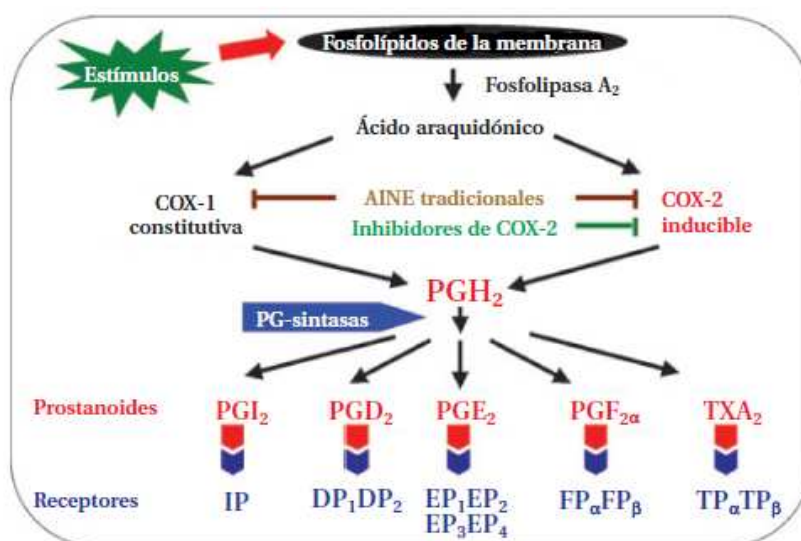 Estímulos
Fosfolípidos de la membrana
Fosfolipasa A₂
Ácido araquidónico
COX-1
constitutiva
AINE tradicionales
Inhibidores de COX-2
COX-2
inducible
PGH₂
PG-sintasas
Prostanoides PGI₂ PGD₂ PGE₂ PGF₂α TXA₂
Receptores IP DP₁DP₂ EP₁EP₂ FPαFPβ TPαTPβ
EP₃EP₄